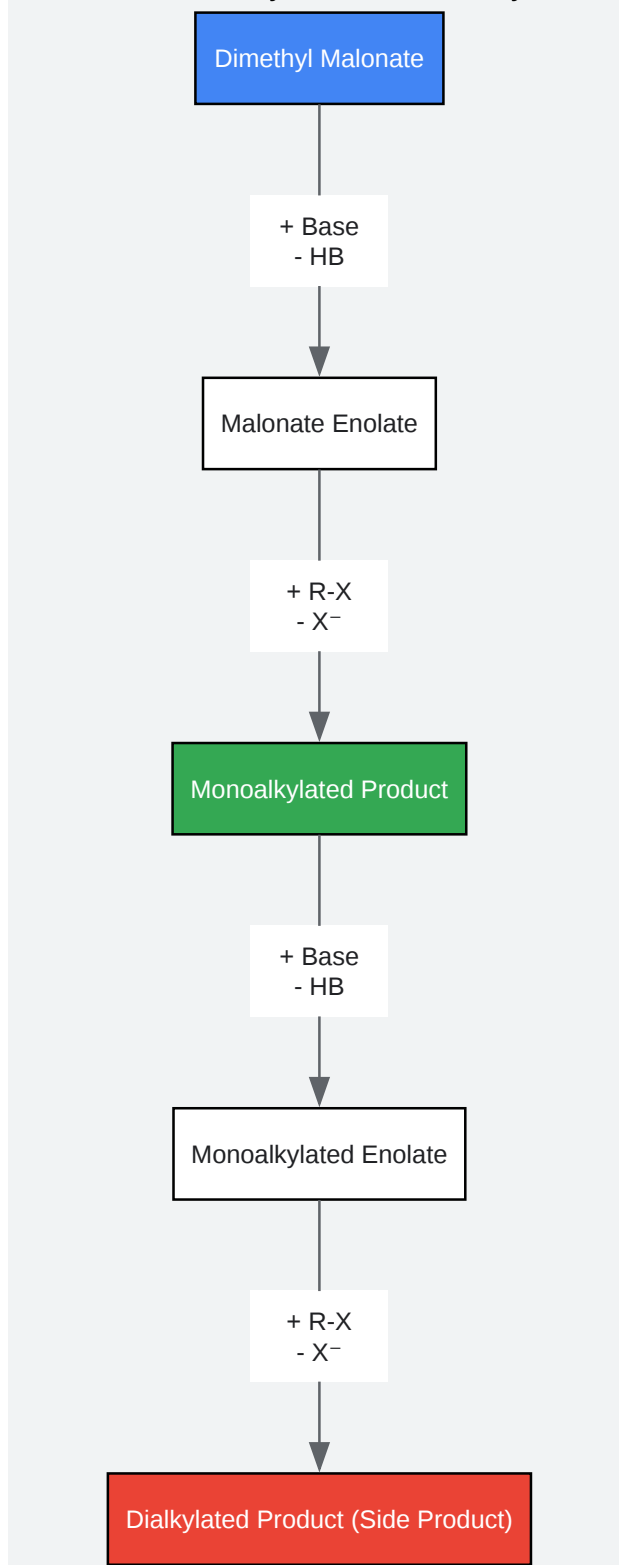 Dimethyl Malonate
+ Base
- HB
Malonate Enolate
+ R-X
- X⁻
Monoalkylated Product
+ Base
- HB
Monoalkylated Enolate
+ R-X
- X⁻
Dialkylated Product (Side Product)